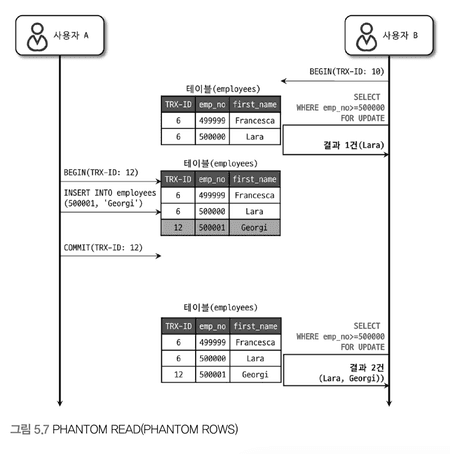 사용자 A
사용자 B
BEGIN(TRX-ID: 10)
테이블(employees)
TRX-ID emp_no first_name
6 499999 Francesca
6 500000 Lara
SELECT
WHERE emp_no>=500000
FOR UPDATE
결과 1건(Lara)
BEGIN(TRX-ID: 12)
INSERT INTO employees
(500001, 'Georgi')
테이블(employees)
TRX-ID emp_no first_name
6 499999 Francesca
6 500000 Lara
12 500001 Georgi
COMMIT(TRX-ID: 12)
테이블(employees)
TRX-ID emp_no first_name
6 499999 Francesca
6 500000 Lara
12 500001 Georgi
SELECT
WHERE emp_no>=500000
FOR UPDATE
결과 2건
(Lara, Georgi))
그림 5.7 PHANTOM READ(PHANTOM ROWS)